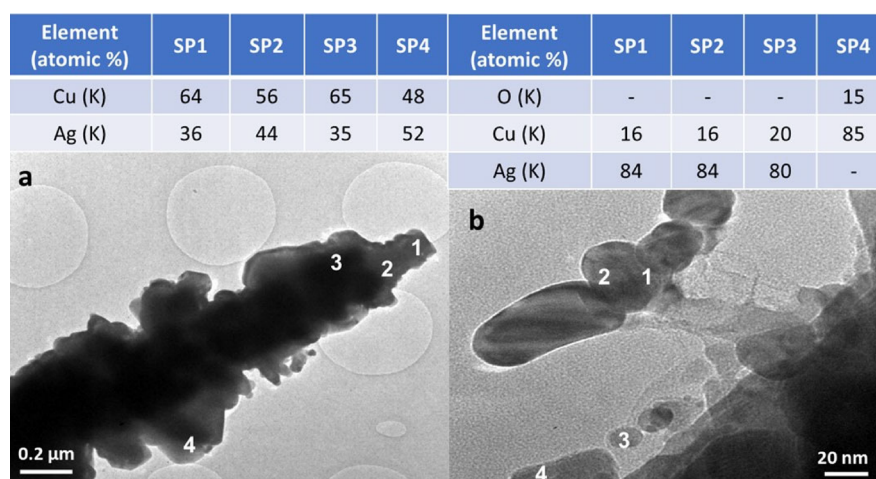 Element (atomic %) SP1 SP2 SP3 SP4
Cu (K) 64 56 65 48
Ag (K) 36 44 35 52
Element (atomic %) SP1 SP2 SP3 SP4
O (K) - - - 15
Cu (K) 16 16 20 85
Ag (K) 84 84 80 -
a
1
2
3
4
0.2 µm
b
2
1
3
4
20 nm